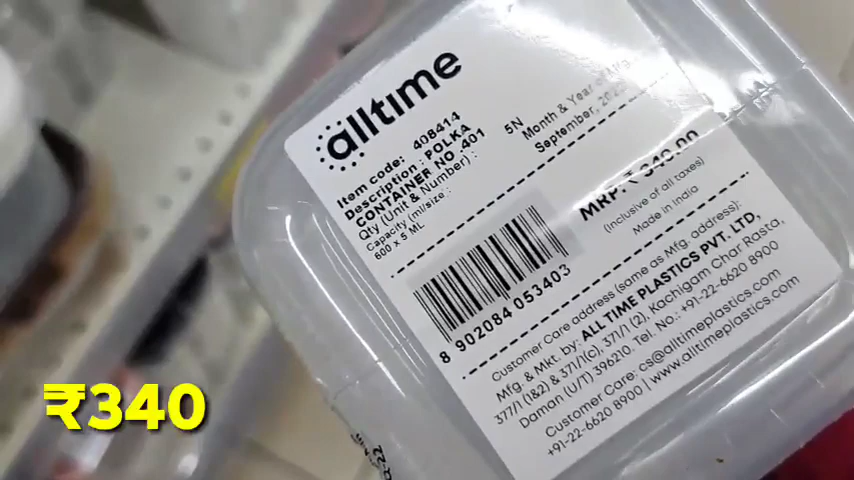 alltime
Item code: 408414
Description: POLKA
CONTAINER NO.401
Qty (Unit & Number): 5N
Capacity (ml/size):
600 x 5 ML
Month & Year of Mfg.
September,
MRP: ₹ 340.00
(Inclusive of all taxes)
Made in India
8 902084 053403
Customer Care address (same as Mfg. address):
Mfg. & Mkt. by: ALL TIME PLASTICS PVT. LTD,
377/1 (1&2) & 371/1(c), 371/1 (2), Kachigam Char Rasta,
Daman (U/T) 396210. Tel. No.: +91-22-6620 8900
Customer Care: cs@alltimeplastics.com
+91-22-6620 8900 | www.alltimeplastics.com
₹340